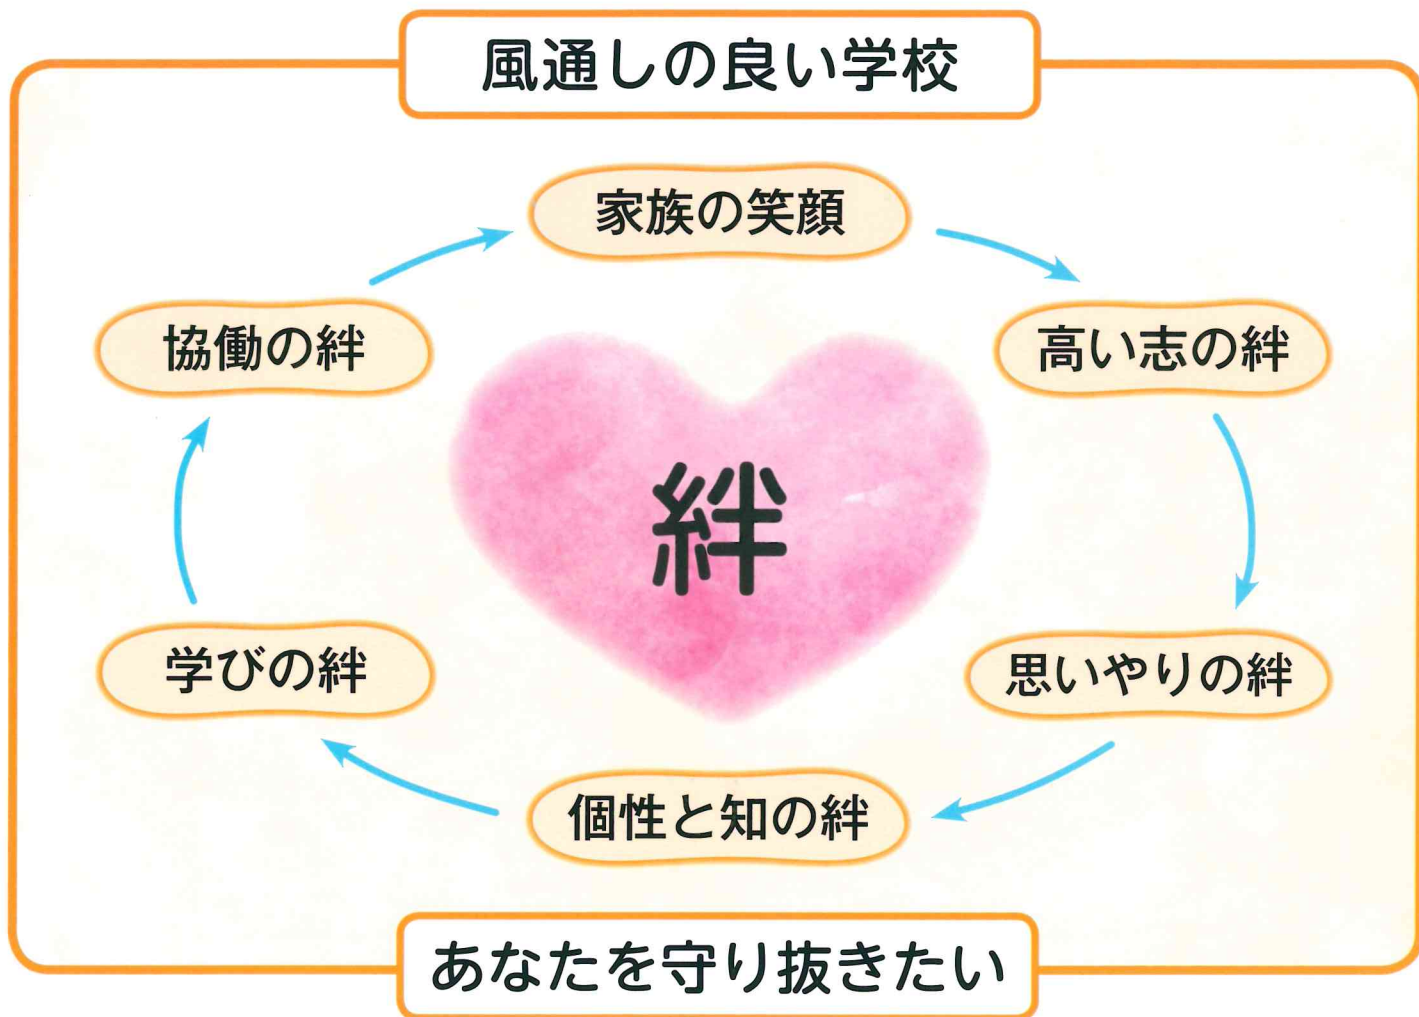 風通しの良い学校
家族の笑顔
高い志の絆
思いやりの絆
個性と知の絆
学びの絆
協働の絆
絆
あなたを守り抜きたい